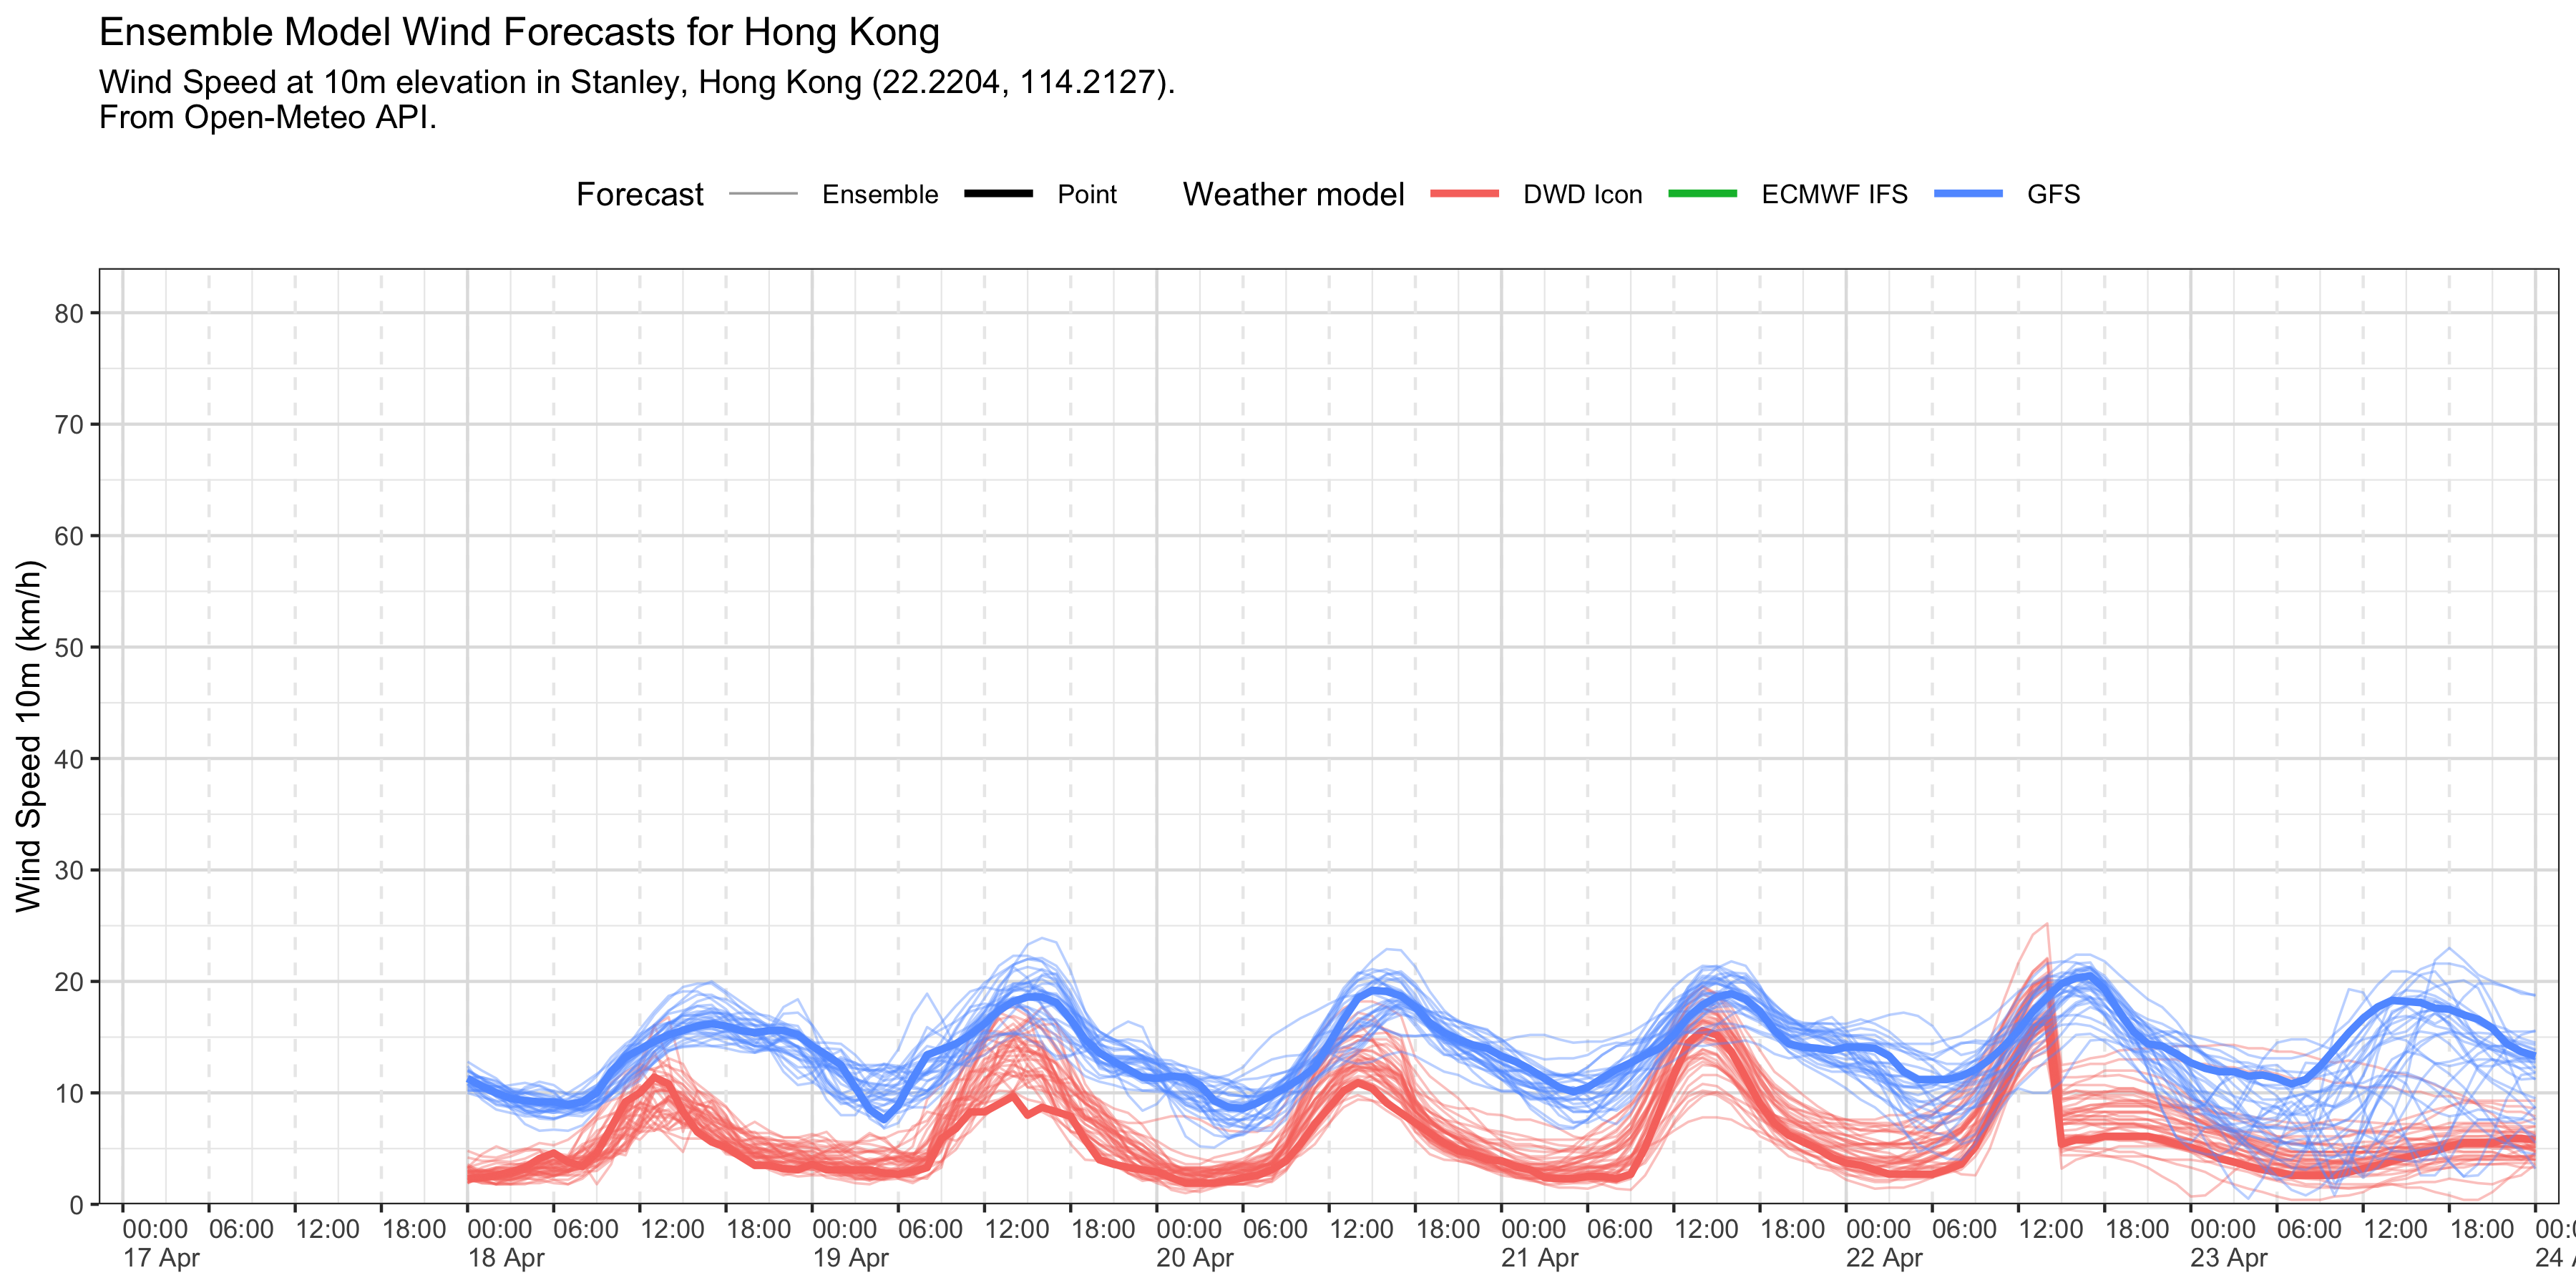 Ensemble Model Wind Forecasts for Hong Kong
Wind Speed at 10m elevation in Stanley, Hong Kong (22.2204, 114.2127).
From Open-Meteo API.
Forecast Ensemble Point Weather model DWD Icon ECMWF IFS GFS
Wind Speed 10m (km/h)
80
70
60
50
40
30
20
10
0
00:00 06:00 12:00 18:00 00:00 06:00 12:00 18:00 00:00 06:00 12:00 18:00 00:00 06:00 12:00 18:00 00:00 06:00 12:00 18:00 00:00 06:00 12:00 18:00 00:00 06:00 12:00 18:00 00:0
17 Apr 18 Apr 19 Apr 20 Apr 21 Apr 22 Apr 23 Apr 24 A